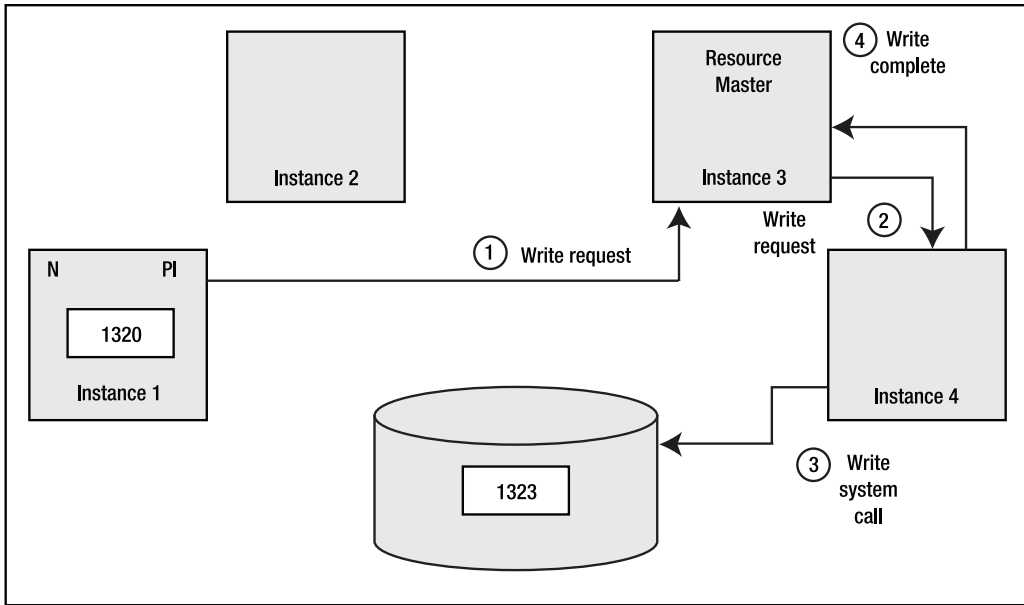 Instance 2
Resource
Master
Instance 3
4
Write
complete
1
Write request
Write
request
2
N
PI
1320
Instance 1
Instance 4
1323
3
Write
system
call